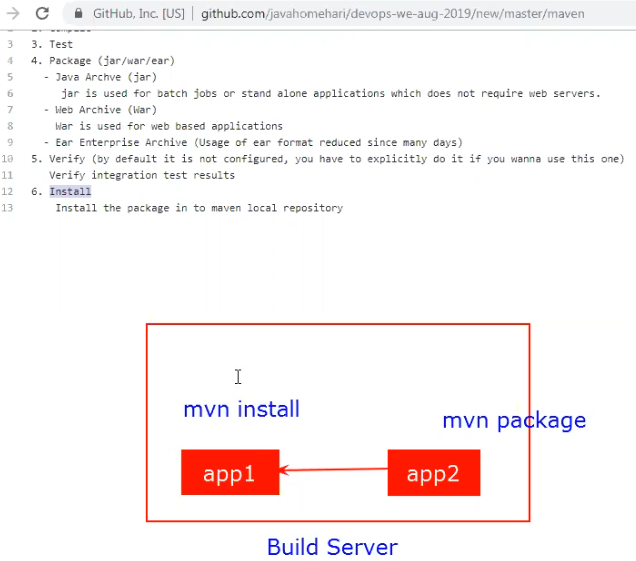 GitHub, Inc. [US] | github.com/javahomehari/devops-we-aug-2019/new/master/maven
2 2. Compile
3 3. Test
4 4. Package (jar/war/ear)
5 - Java Archve (jar)
6 jar is used for batch jobs or stand alone applications which does not require web servers.
7 - Web Archive (War)
8 War is used for web based applications
9 - Ear Enterprise Archive (Usage of ear format reduced since many days)
10 5. Verify (by default it is not configured, you have to explicitly do it if you wanna use this one)
11 Verify integration test results
12 6. Install
13 Install the package in to maven local repository
mvn install
mvn package
app1
app2
Build Server